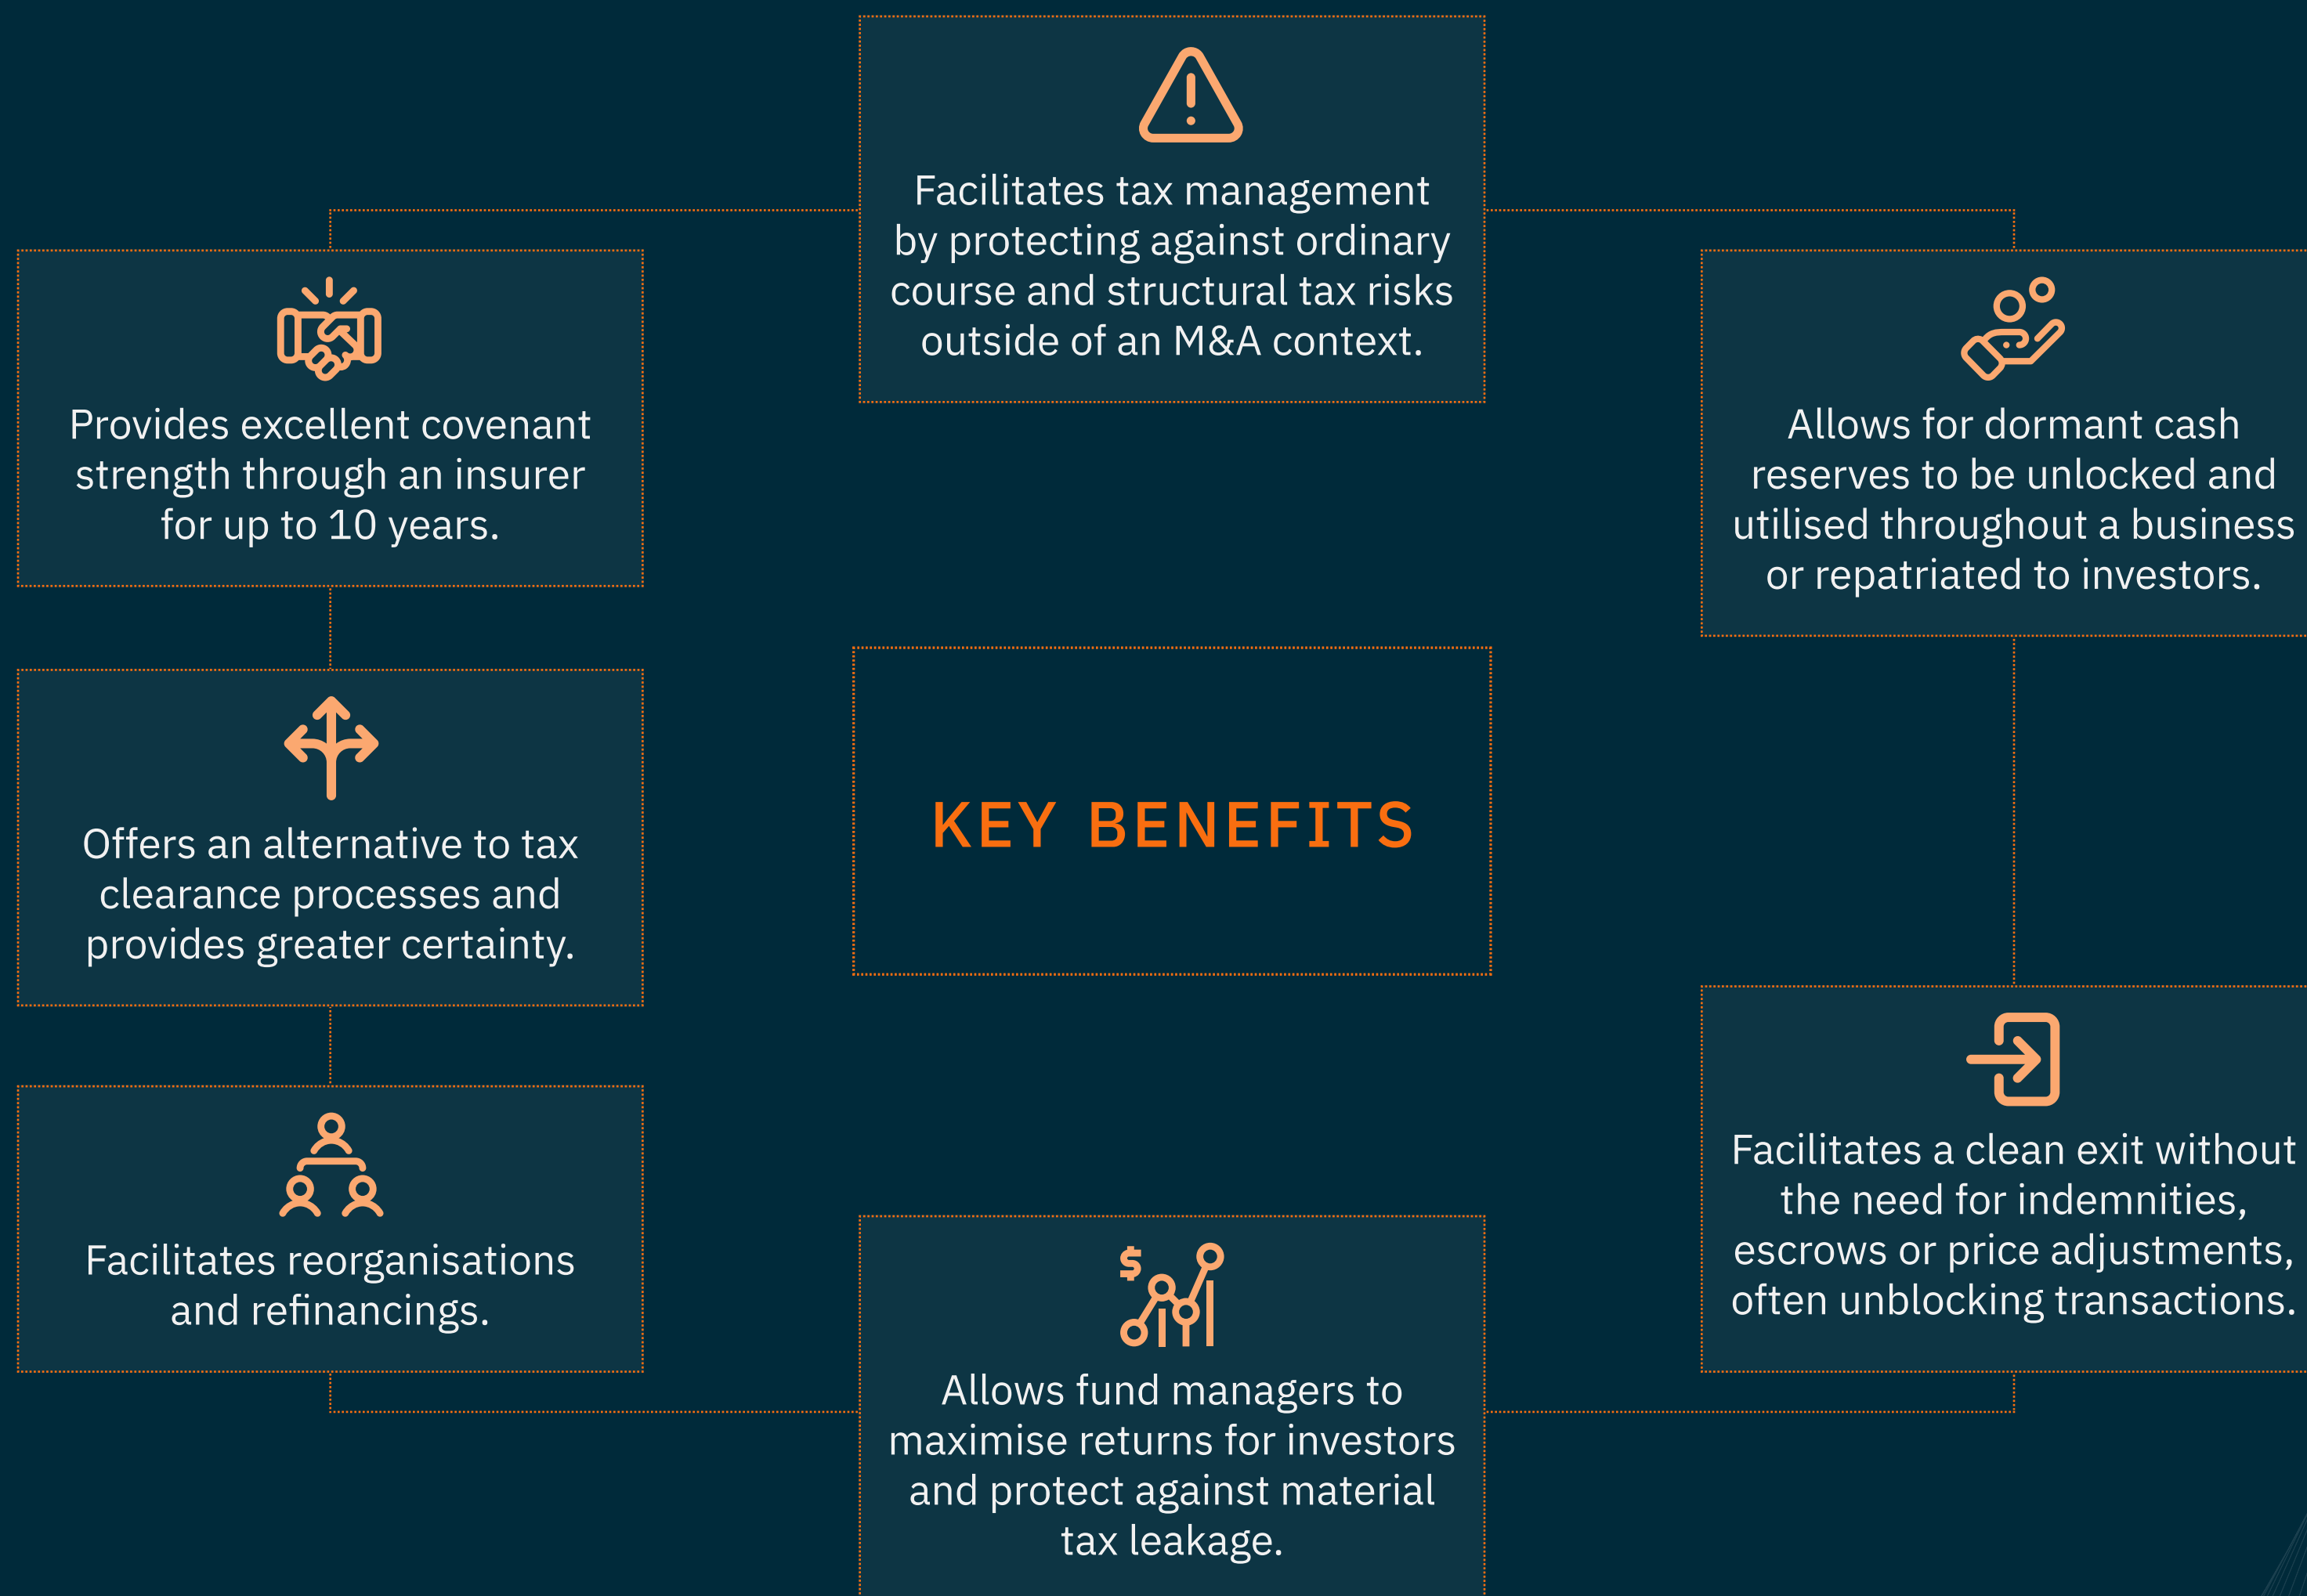 Facilitates tax management
by protecting against ordinary
course and structural tax risks
outside of an M&A context.
Provides excellent covenant
strength through an insurer
for up to 10 years.
Allows for dormant cash
reserves to be unlocked and
utilised throughout a business
or repatriated to investors.
KEY BENEFITS
Offers an alternative to tax
clearance processes and
provides greater certainty.
Facilitates a clean exit without
the need for indemnities,
escrows or price adjustments,
often unblocking transactions.
Facilitates reorganisations
and refinancings.
$
Allows fund managers to
maximise returns for investors
and protect against material
tax leakage.